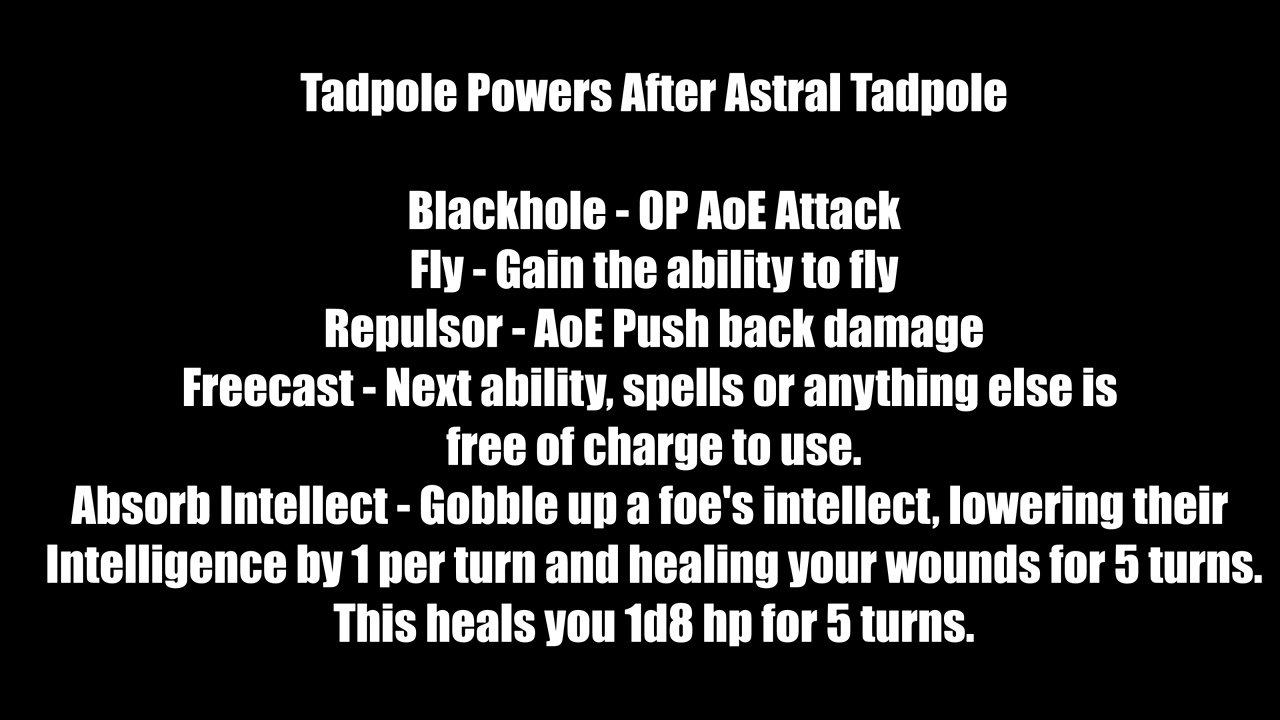 Tadpole Powers After Astral Tadpole
Blackhole - OP AoE Attack
Fly - Gain the ability to fly
Repulsor - AoE Push back damage
Freecast - Next ability, spells or anything else is
free of charge to use.
Absorb Intellect - Gobble up a foe's intellect, lowering their
Intelligence by 1 per turn and healing your wounds for 5 turns.
This heals you 1d8 hp for 5 turns.